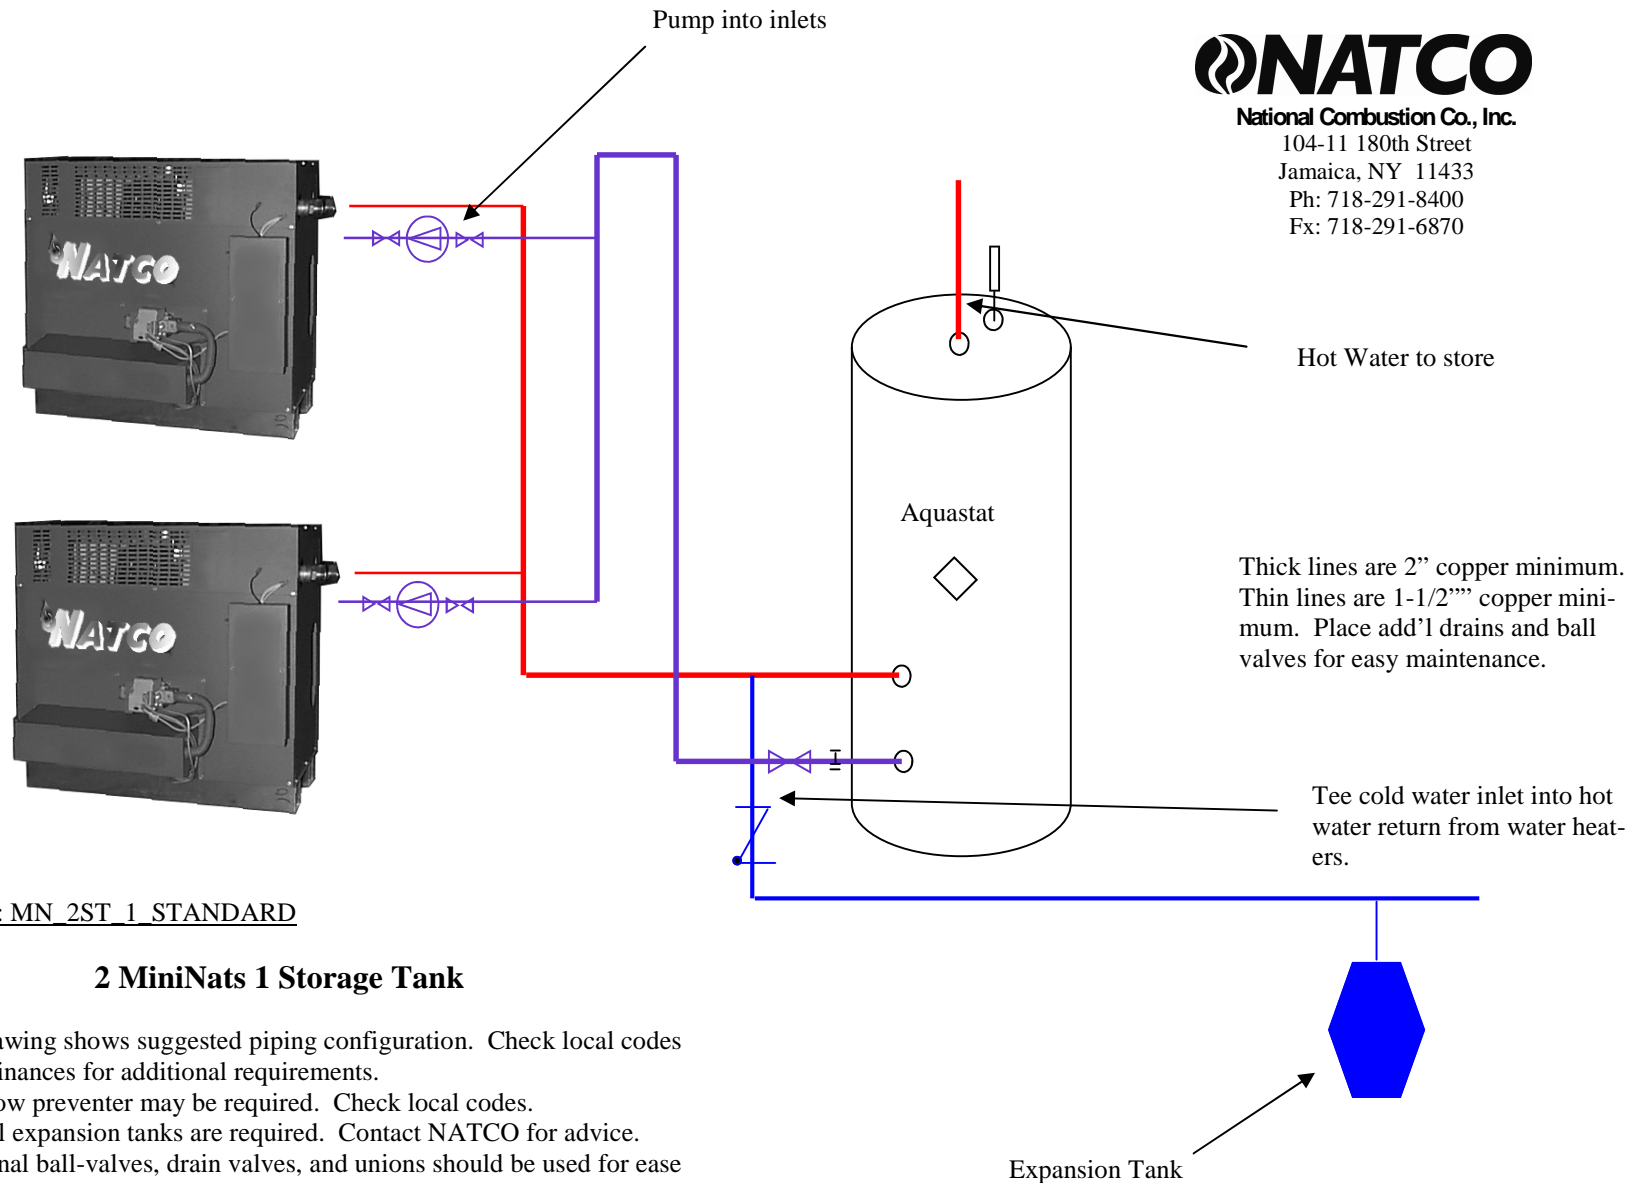 Pump into inlets
NATCO
National Combustion Co., Inc.
104-11 180th Street
Jamaica, NY 11433
Ph: 718-291-8400
Fx: 718-291-6870
NATCO
Hot Water to store
Aquastat
Thick lines are 2” copper minimum.
Thin lines are 1-1/2”” copper mini-
mum. Place add’l drains and ball
valves for easy maintenance.
NATCO
Tee cold water inlet into hot
water return from water heat-
ers.
: MN_2ST_1_STANDARD
2 MiniNats 1 Storage Tank
awing shows suggested piping configuration. Check local codes
inances for additional requirements.
ow preventer may be required. Check local codes.
l expansion tanks are required. Contact NATCO for advice.
nal ball-valves, drain valves, and unions should be used for ease
Expansion Tank